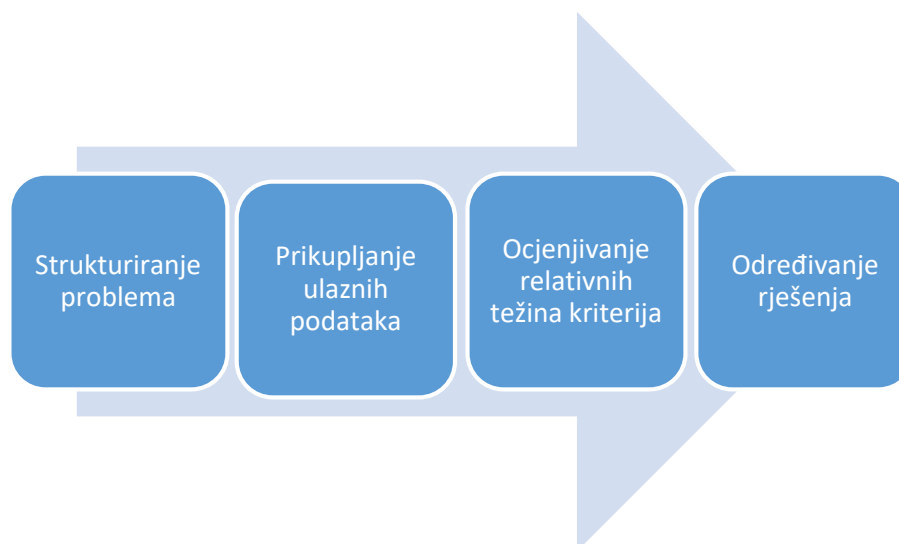 Strukturiranje
problema
Prikupljanje
ulaznih
podataka
Ocjenjivanje
relativnih
težina kriterija
Određivanje
rješenja